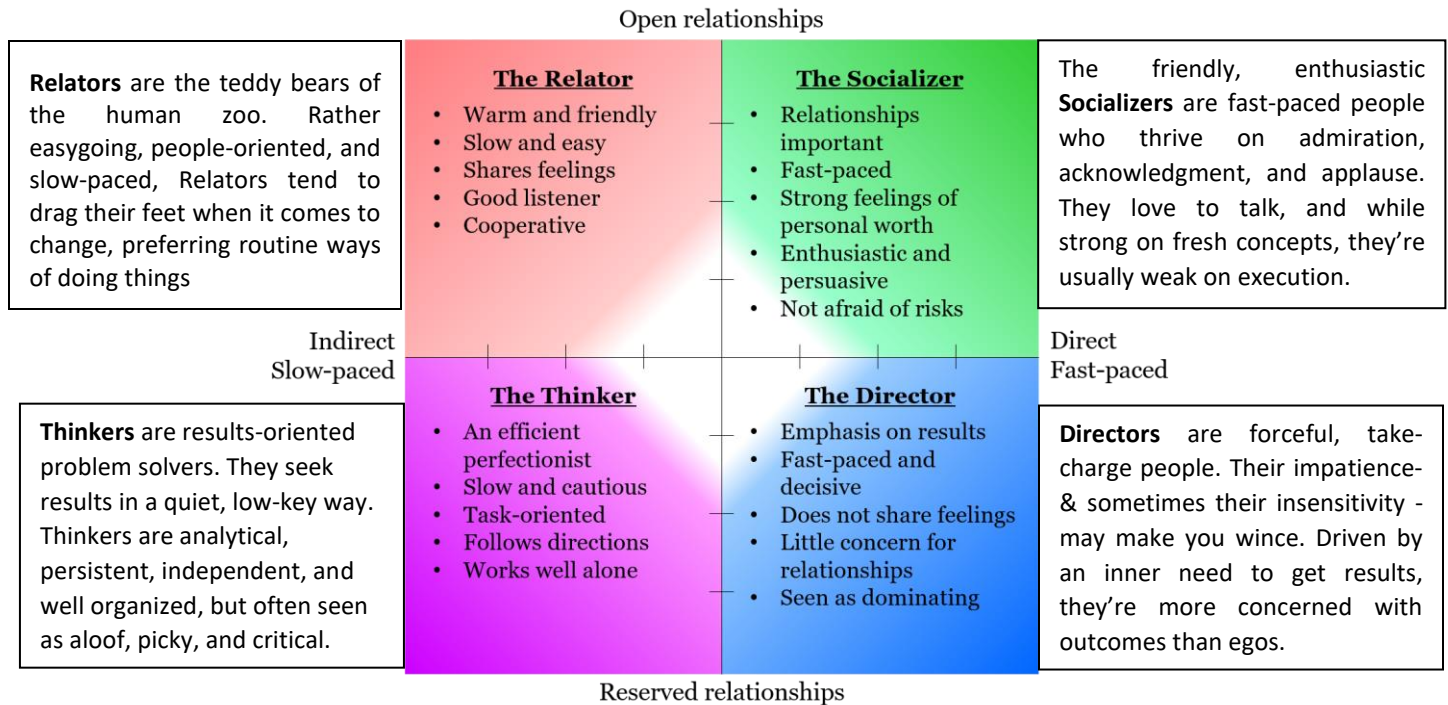 Open relationships
Relators are the teddy bears of
the human zoo. Rather
easygoing, people-oriented, and
slow-paced, Relators tend to
drag their feet when it comes to
change, preferring routine ways
of doing things
The Relator
• Warm and friendly
• Slow and easy
• Shares feelings
• Good listener
• Cooperative
The Socializer
• Relationships
important
• Fast-paced
• Strong feelings of
personal worth
• Enthusiastic and
persuasive
• Not afraid of risks
The friendly, enthusiastic
Socializers are fast-paced people
who thrive on admiration,
acknowledgment, and applause.
They love to talk, and while
strong on fresh concepts, they’re
usually weak on execution.
Indirect
Slow-paced
Direct
Fast-paced
Thinkers are results-oriented
problem solvers. They seek
results in a quiet, low-key way.
Thinkers are analytical,
persistent, independent, and
well organized, but often seen
as aloof, picky, and critical.
The Thinker
• An efficient
perfectionist
• Slow and cautious
• Task-oriented
• Follows directions
• Works well alone
The Director
• Emphasis on results
• Fast-paced and
decisive
• Does not share feelings
• Little concern for
relationships
• Seen as dominating
Directors are forceful, take-
charge people. Their impatience-
& sometimes their insensitivity -
may make you wince. Driven by
an inner need to get results,
they’re more concerned with
outcomes than egos.
Reserved relationships